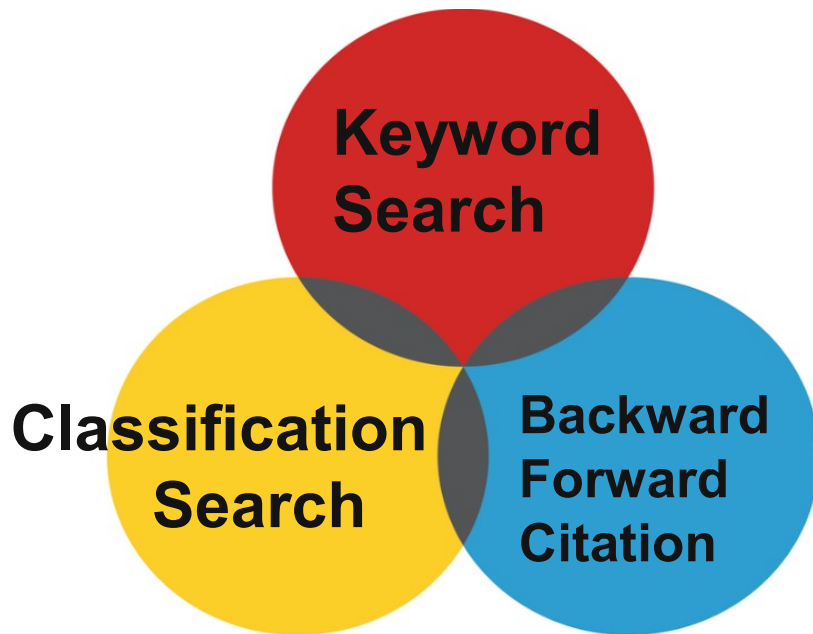 Keyword
Search
Classification
Search
Backward
Forward
Citation